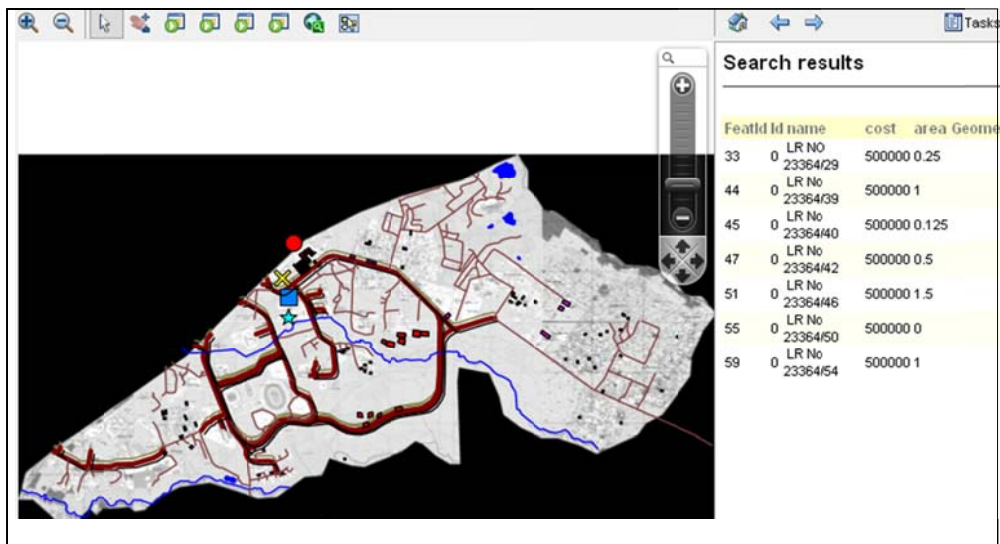 Tasks
Search results
FeatId Id name cost area Geome
33 0 LR NO 23364/29 500000 0.25
44 0 LR No 23364/39 500000 1
45 0 LR No 23364/40 500000 0.125
47 0 LR No 23364/42 500000 0.5
51 0 LR No 23364/46 500000 1.5
55 0 LR No 23364/50 500000 0
59 0 LR No 23364/54 500000 1